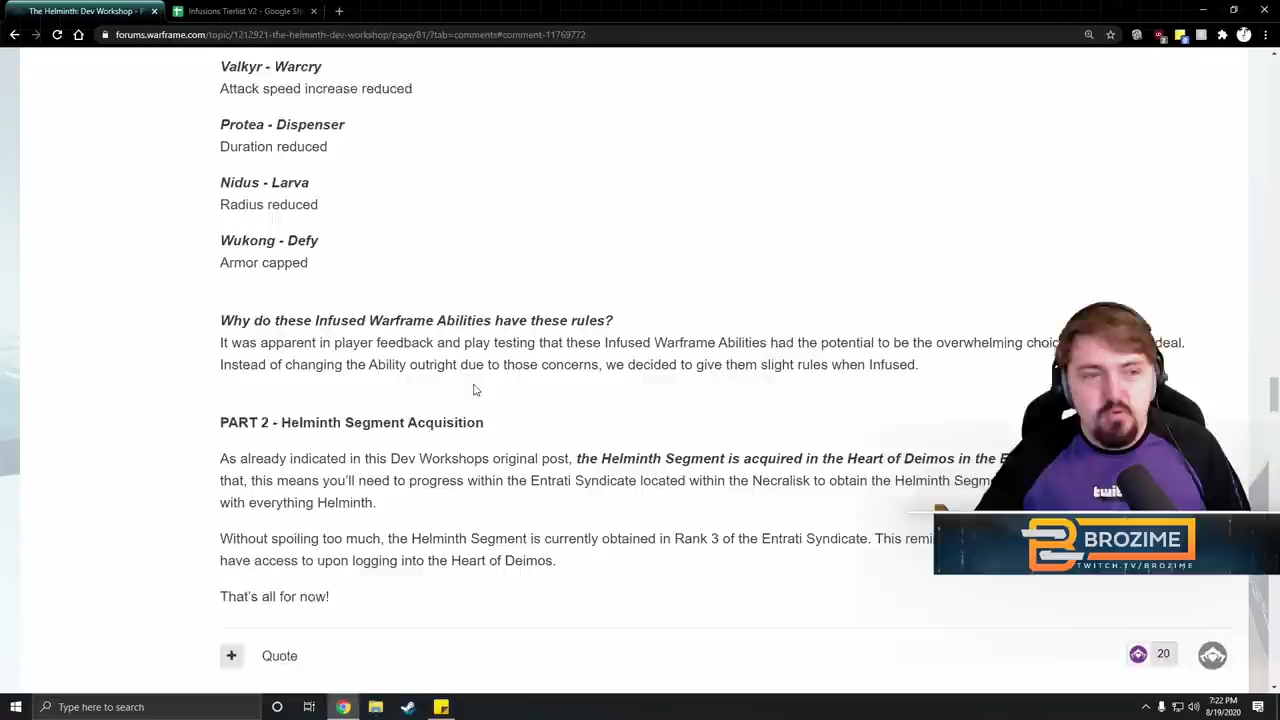 The Helminth: Dev Workshop - P
Infusions Tierlist V2 - Google Sh
forums.warframe.com/topic/1212921-the-helminth-dev-workshop/page/81/?tab=comments#comment-11769772
Valkyr - Warcry
Attack speed increase reduced
Protea - Dispenser
Duration reduced
Nidus - Larva
Radius reduced
Wukong - Defy
Armor capped
Why do these Infused Warframe Abilities have these rules?
It was apparent in player feedback and play testing that these Infused Warframe Abilities had the potential to be the overwhelming deal.
Instead of changing the Ability outright due to those concerns, we decided to give them slight rules when Infused.
PART 2 - Helminth Segment Acquisition
As already indicated in this Dev Workshops original post, the Helminth Segment is acquired in the Heart of Deimos in the
that, this means you'll need to progress within the Entrati Syndicate located within the Necralisk to obtain the Helminth
with everything Helminth.
Without spoiling too much, the Helminth Segment is currently obtained in Rank 3 of the Entrati Syndicate. This
have access to upon logging into the Heart of Deimos.
That's all for now!
+ Quote
20
twit
BROZIME
TWITCH.TV/BROZIME
Type here to search
7:22 PM
8/19/2020